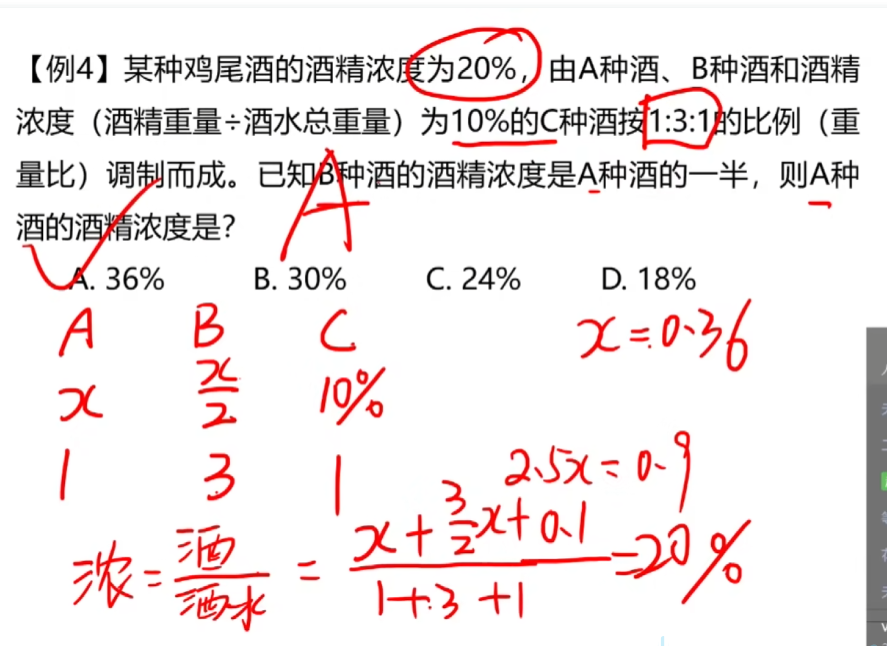 【例4】某种鸡尾酒的酒精浓度为20%，由A种酒、B种酒和酒精
浓度（酒精重量÷酒水总重量）为10%的C种酒按1:3:1的比例（重
量比）调制而成。已知B种酒的酒精浓度是A种酒的一半，则A种
酒的酒精浓度是？
A
A. 36% B. 30% C. 24% D. 18%
A B C
x x/2 10%
x=0.36
1 3 1
2.5x=0.9
浓=酒/酒水=(x+3/2x+0.1)/(1+3+1)=20%